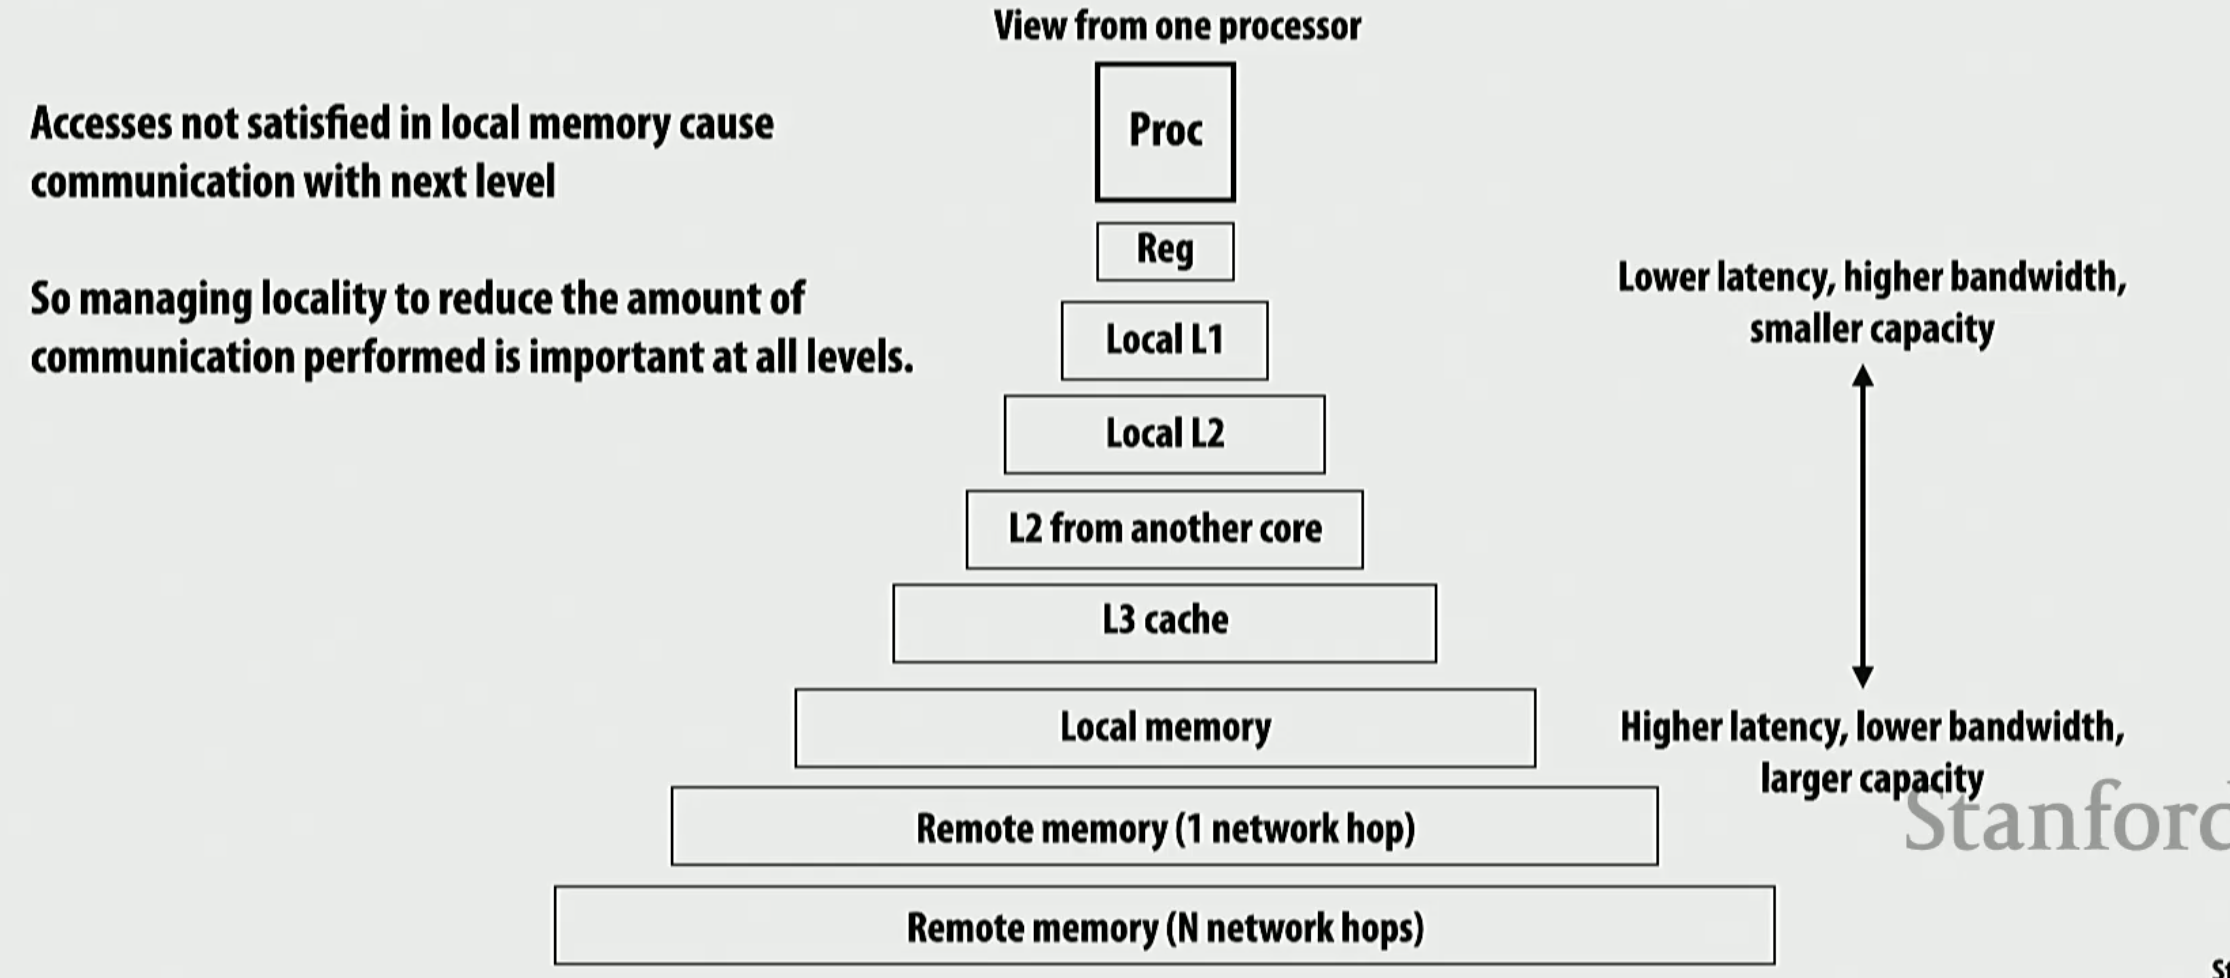 View from one processor
Accesses not satisfied in local memory cause
communication with next level
So managing locality to reduce the amount of
communication performed is important at all levels.
Proc
Reg
Local L1
Local L2
L2 from another core
L3 cache
Local memory
Remote memory (1 network hop)
Remote memory (N network hops)
Lower latency, higher bandwidth,
smaller capacity
Higher latency, lower bandwidth,
larger capacity
Stanford